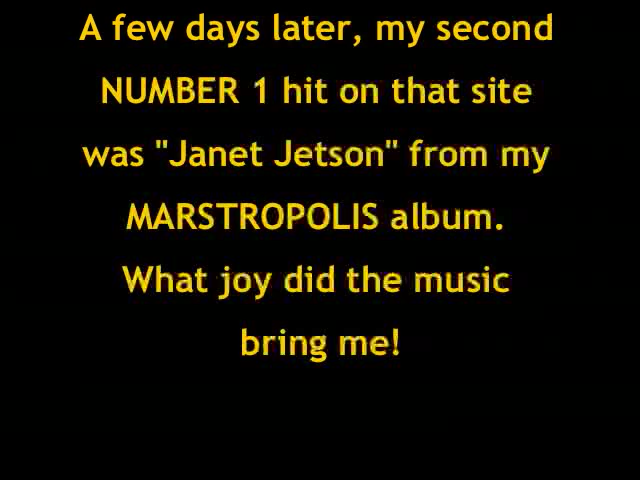 A few days later, my second
NUMBER 1 hit on that site
was "Janet Jetson" from my
MARSTROPOLIS album.
What joy did the music
bring me!